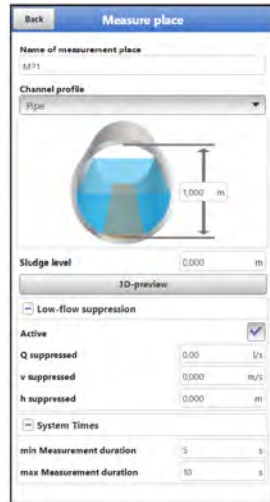 Back
Measure place
Name of measurement place
MP1
Channel profile
Pipe
1,000 m
Sludge level 0,000 m
3D-preview
Low-flow suppression
Active
Q suppressed 0,00 l/s
v suppressed 0,000 m/s
h suppressed 0,000 m
System Times
min Measurement duration 5 s
max Measurement duration 10 s